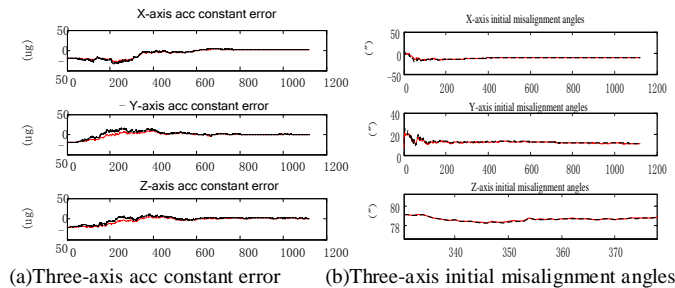 X-axis acc constant error
50
0
–
50
(ug)
0 200 400 600 800 1000 1200
– Y-axis acc constant error
50
0
–
50
0 200 400 600 800 1000 1200
Z-axis acc constant error
50
0
–
50
(ug)
0 200 400 600 800 1000 1200
(a)Three-axis acc constant error
X-axis initial misalignment angles
50
0
−50
(″)
0 200 400 600 800 1000 1200
Y-axis initial misalignment angles
40
20
0
0 200 400 600 800 1000 1200
Z-axis initial misalignment angles
80
78
(″)
340 350 360 370
(b)Three-axis initial misalignment angles